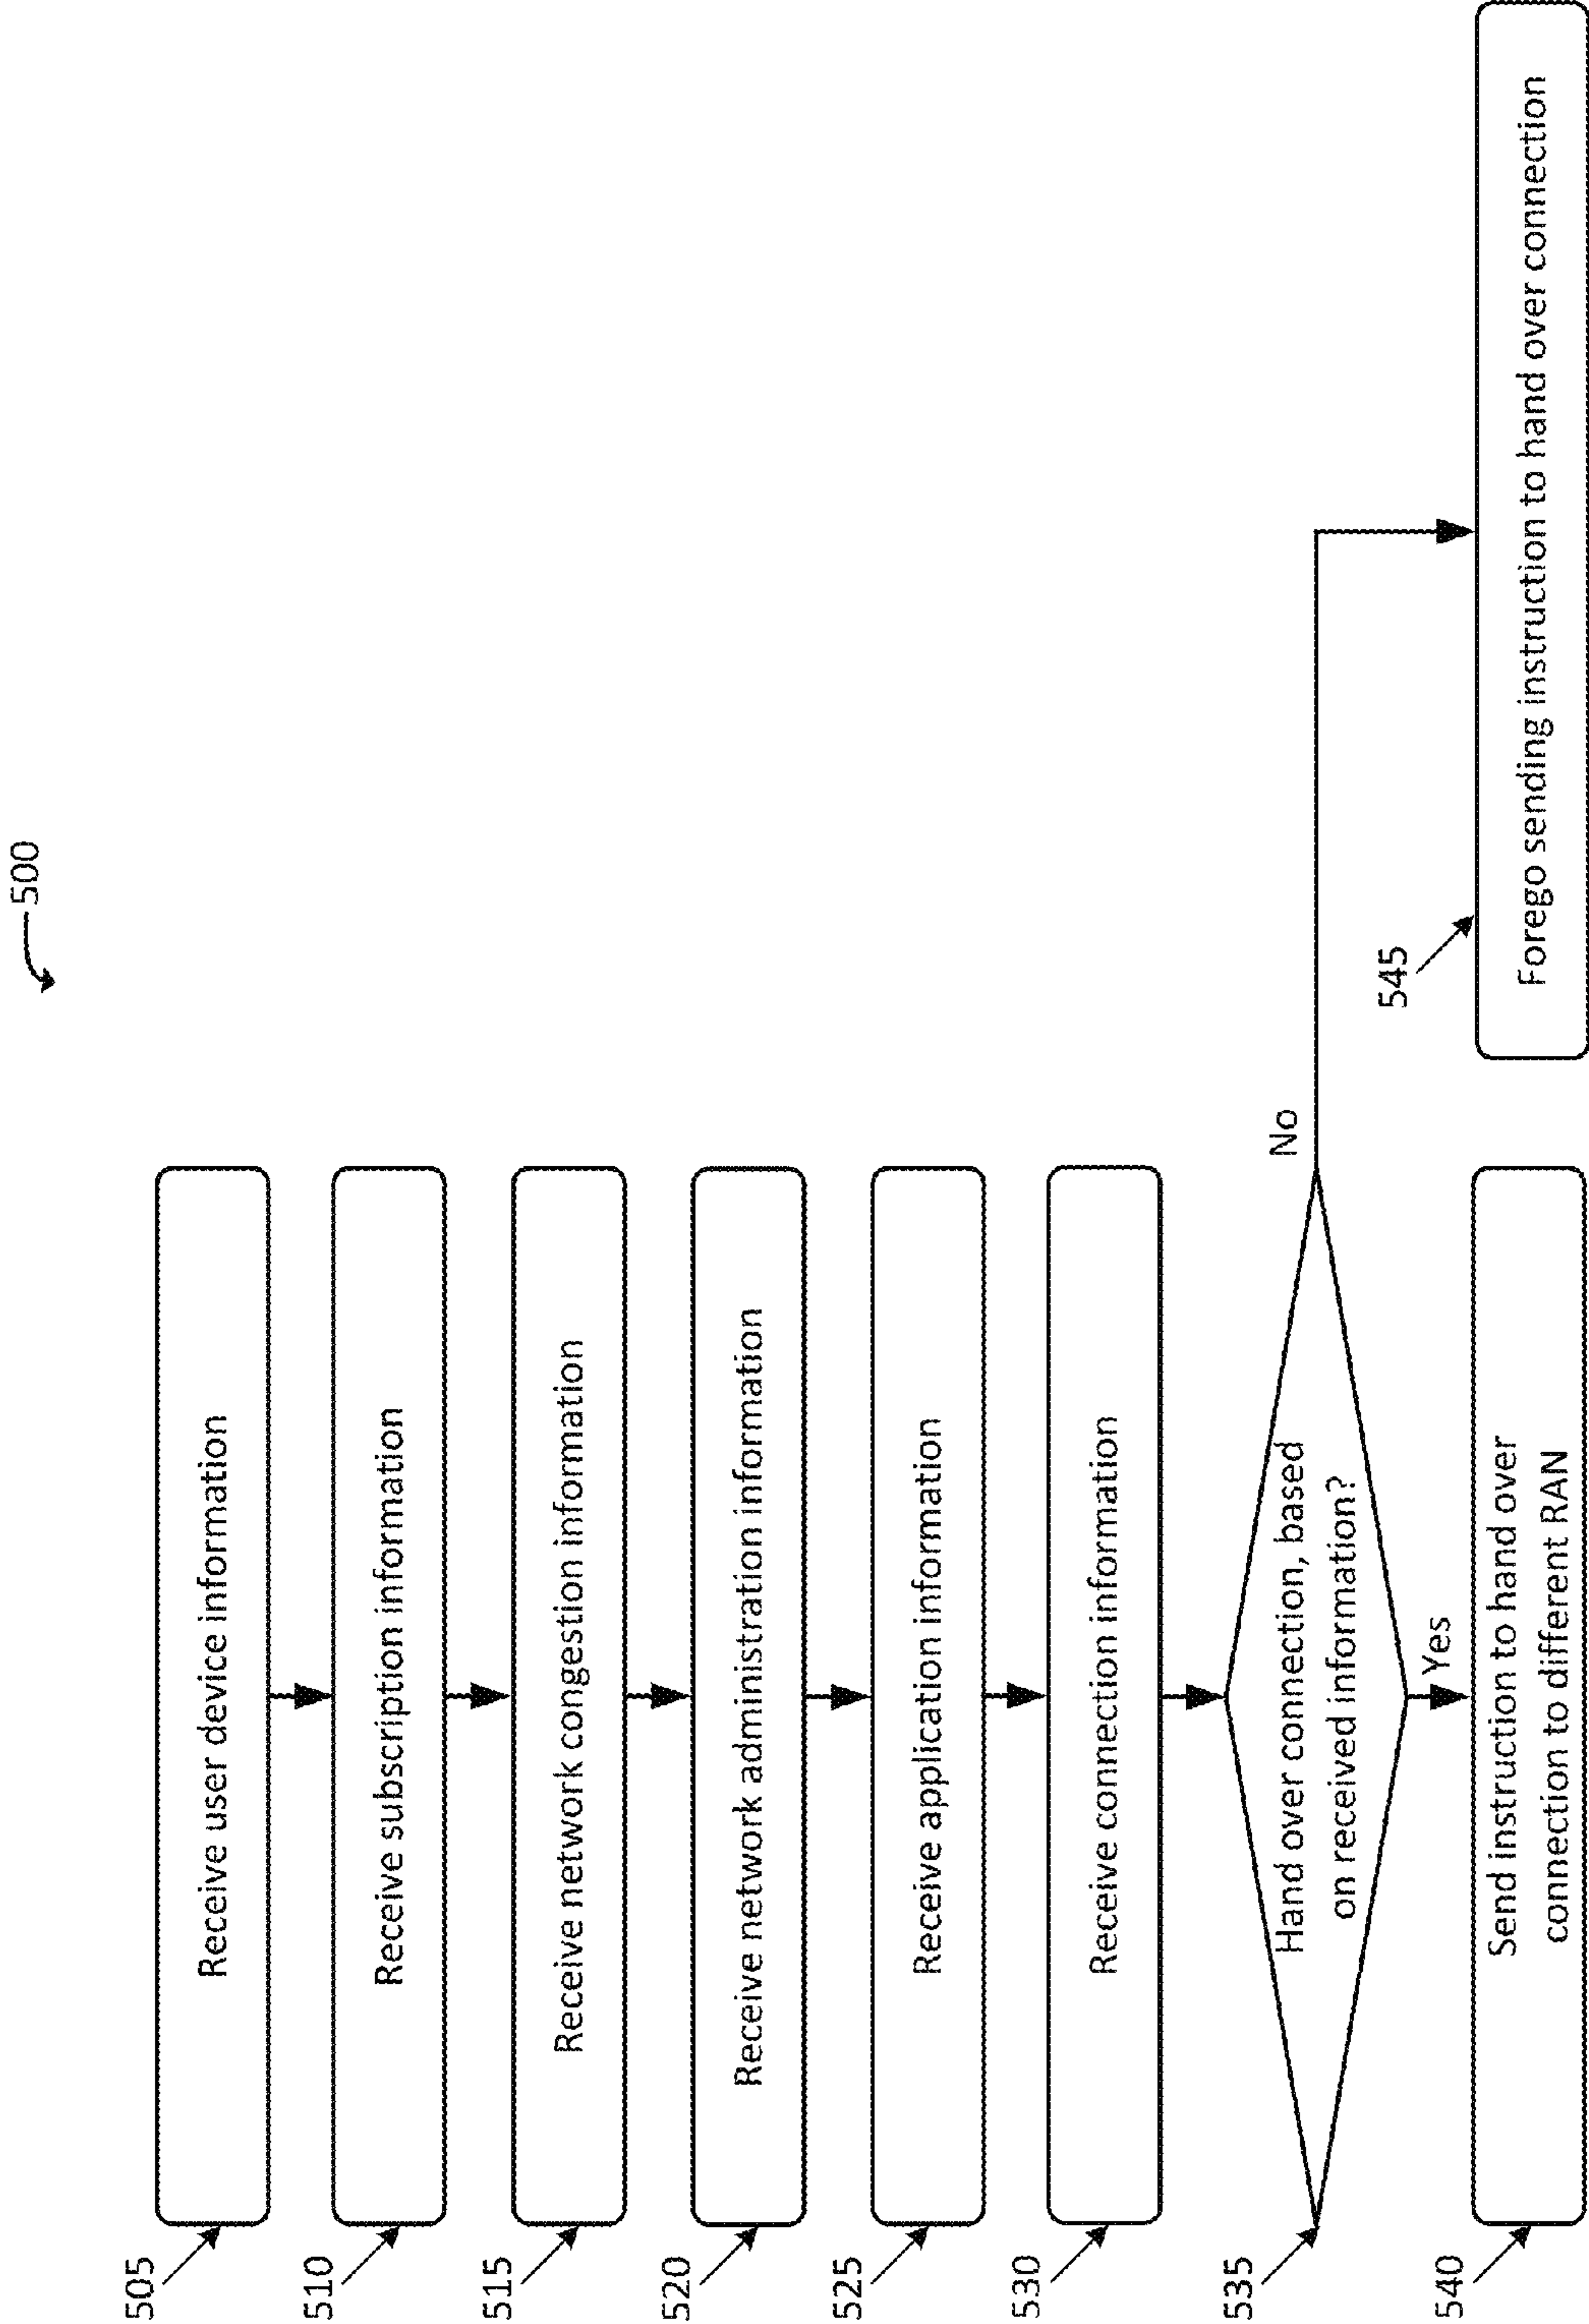 500
505
Receive user device information
510
Receive subscription information
515
Receive network congestion information
520
Receive network administration information
525
Receive application information
530
Receive connection information
535
Hand over connection, based
on received information?
No
Yes
540
Send instruction to hand over
connection to different RAN
545
Forego sending instruction to hand over connection